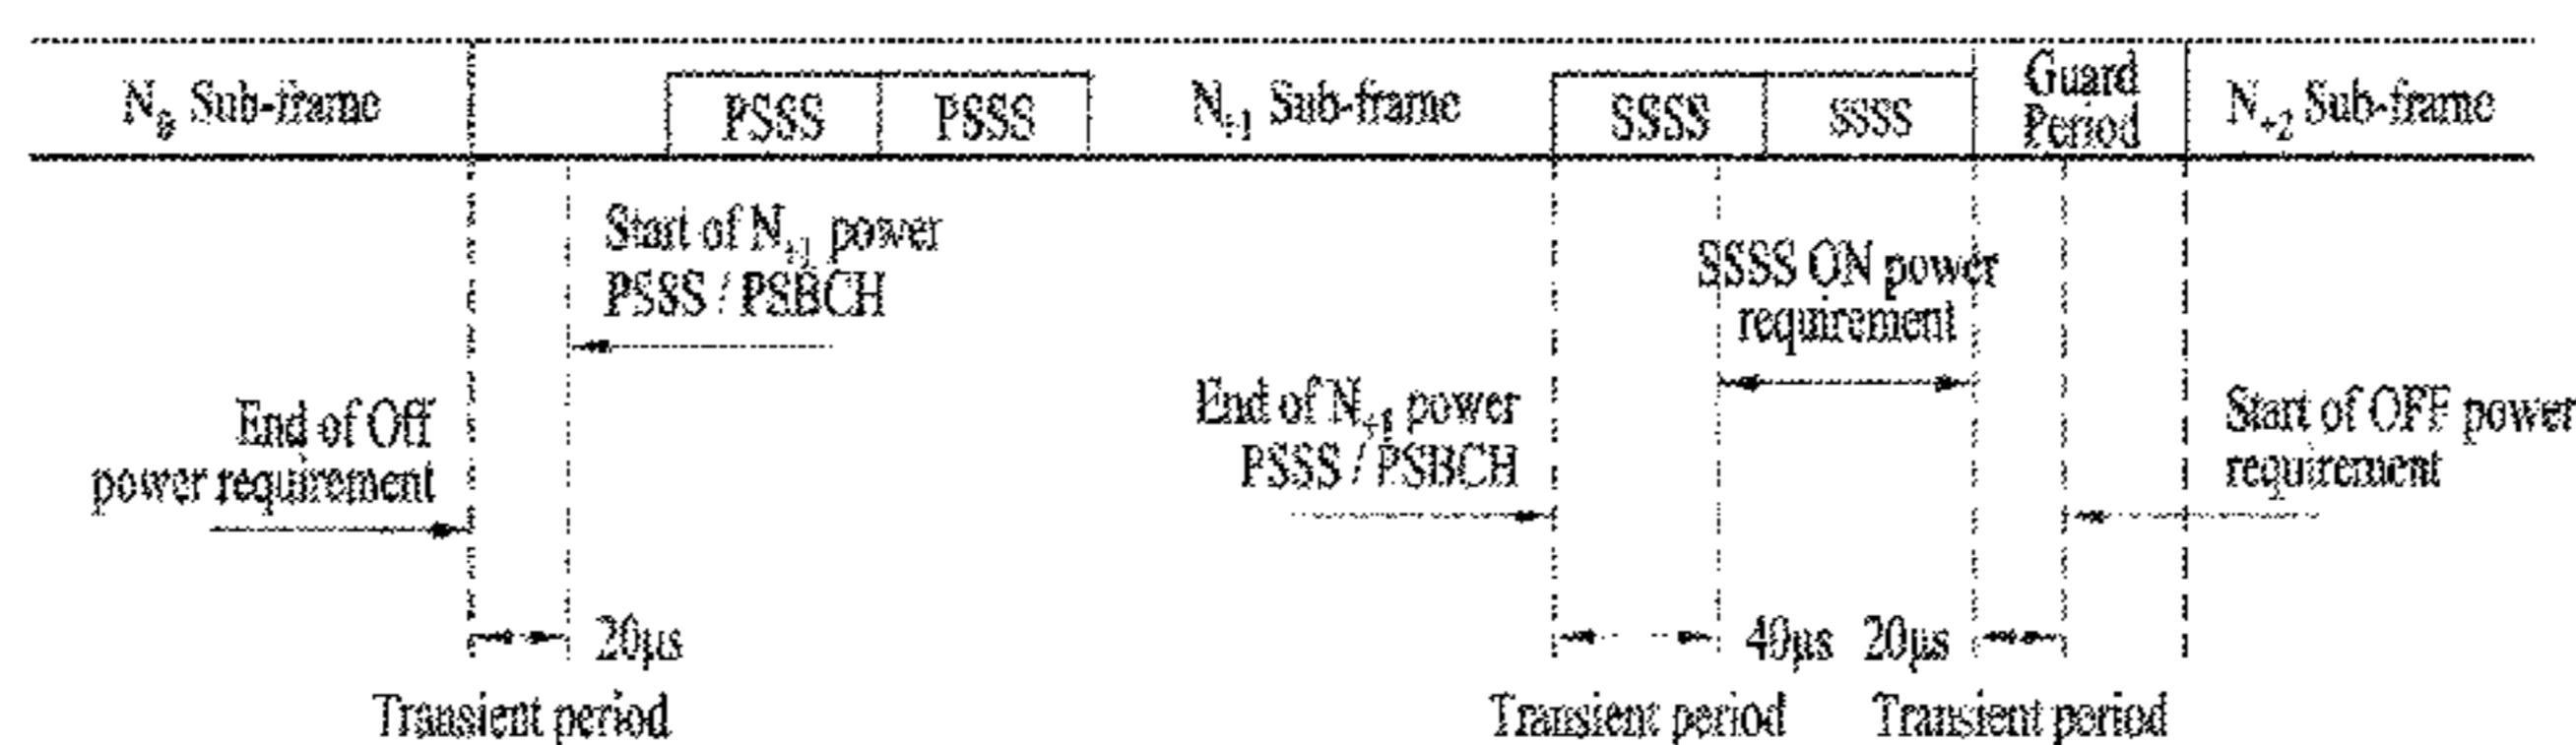 N0 Sub-frame
PSSS
PSSS
N+1 Sub-frame
SSSS
SSSS
Guard
Period
N+2 Sub-frame
Start of N+1 power
PSSS / PSBCH
SSSS ON power
requirement
End of Off
power requirement
End of N+1 power
PSSS / PSBCH
Start of OFF power
requirement
20μs
40μs
20μs
Transient period
Transient period
Transient period